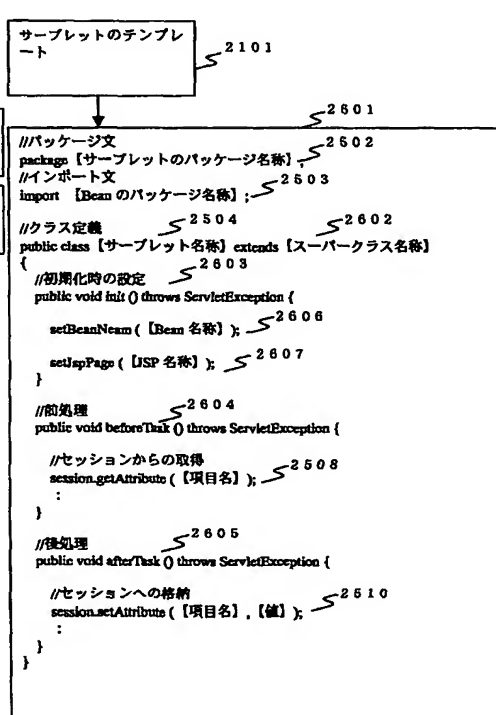 サーブレットのテンプレ
ート
2101
2601
//パッケージ文
package【サーブレットのパッケージ名称】;
2502
//インポート文
import 【Bean のパッケージ名称】;
2503
//クラス定義
2504
2602
public class【サーブレット名称】extends【スーパークラス名称】
{
//初期化時の設定
2603
public void init () throws ServletException {
setBeanNeam (【Bean 名称】);
2606
setJspPage (【JSP 名称】);
2607
}
//前処理
2604
public void beforeTask () throws ServletException {
//セッションからの取得
session.getAttribute (【項目名】);
2508
:
}
//後処理
2605
public void afterTask () throws ServletException {
//セッションへの格納
session.setAttribute (【項目名】,【値】);
2510
:
}
}